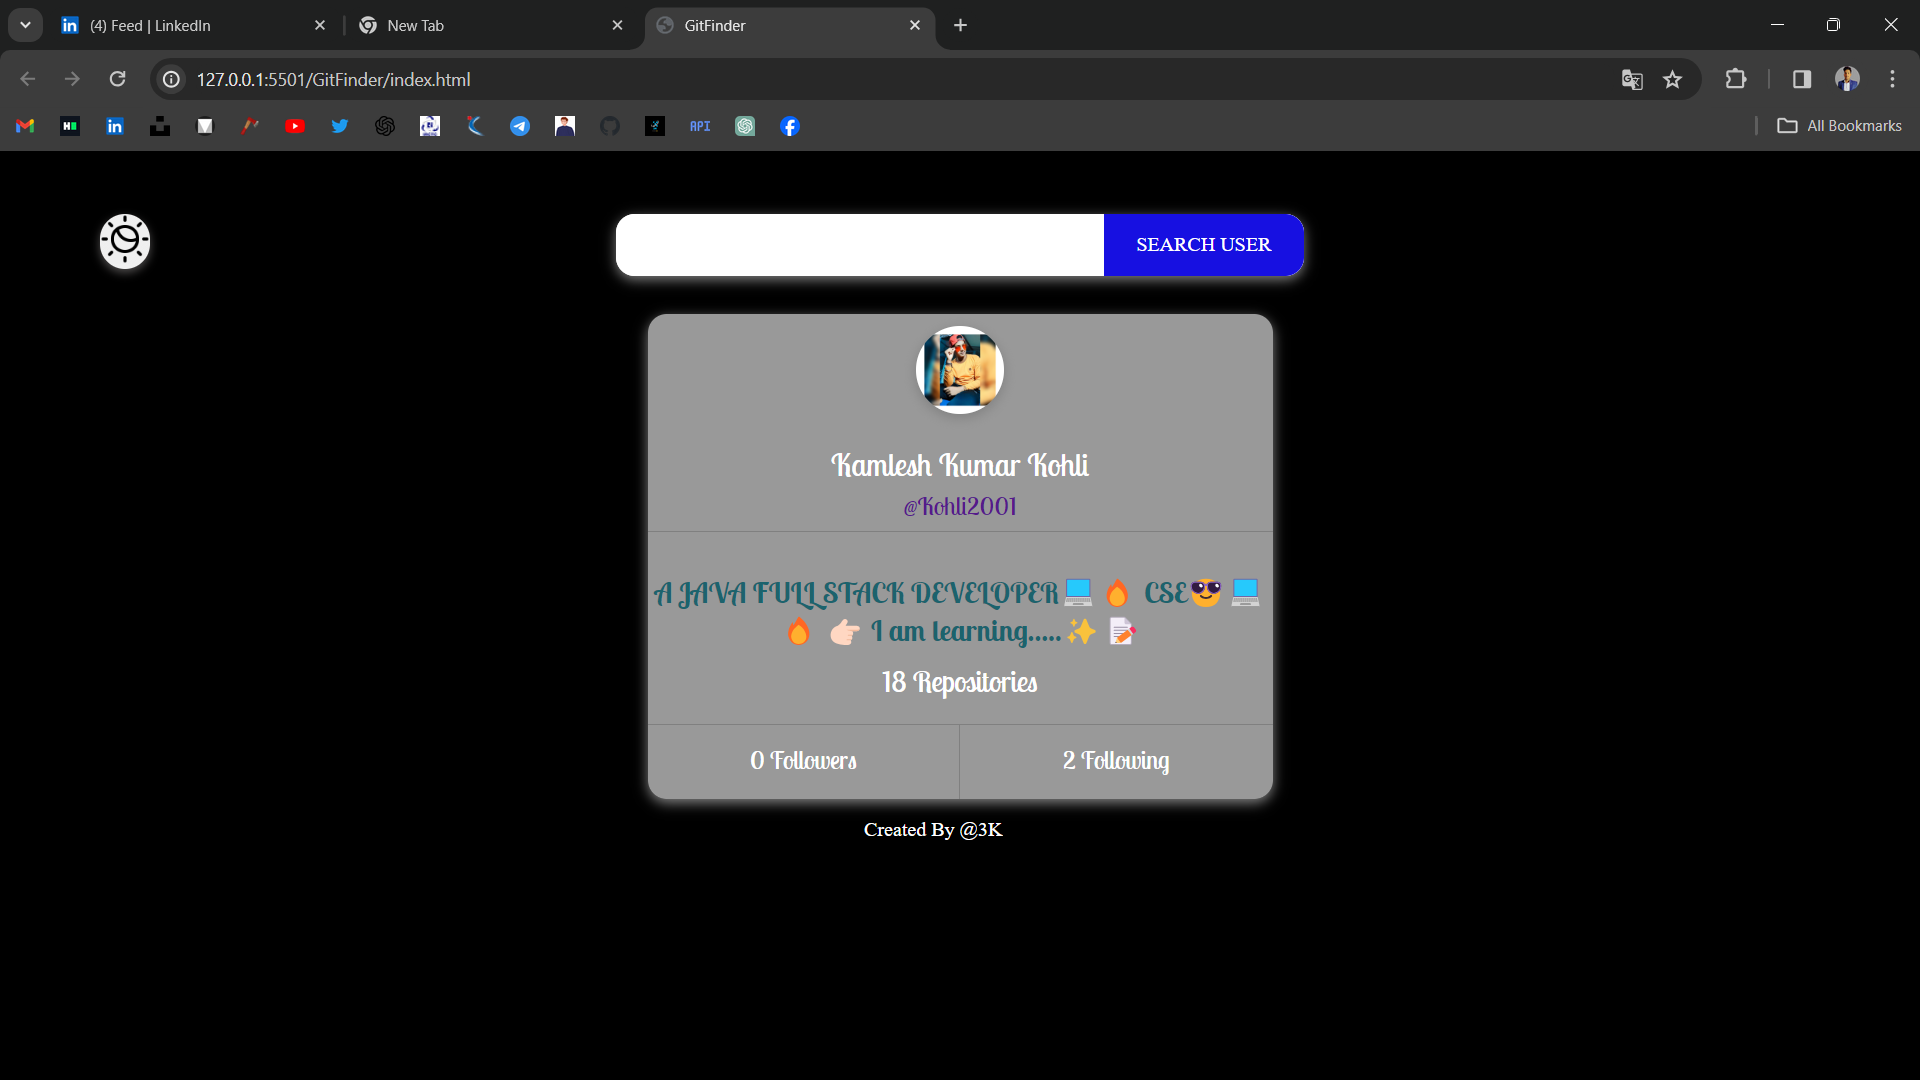 (4) Feed | LinkedIn
New Tab
GitFinder
127.0.0.1:5501/GitFinder/index.html
API
All Bookmarks
SEARCH USER
Kamlesh Kumar Kohli
@Kohli2001
A JAVA FULL STACK DEVELOPER💻 🔥 CSE😎 💻
🔥 👉🏻 I am learning.....✨ 📝
18 Repositories
0 Followers
2 Following
Created By @3K